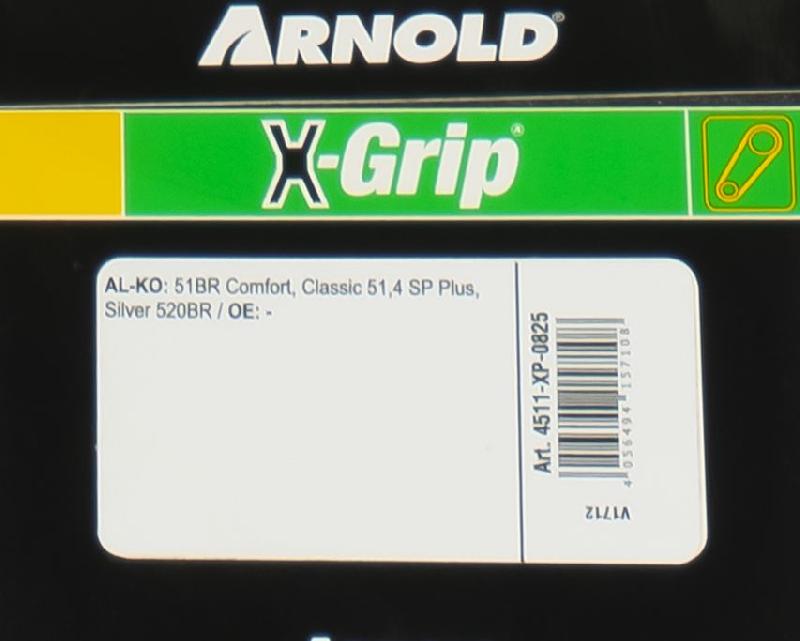 ARNOLD®
X-Grip®
AL-KO: 51BR Comfort, Classic 51,4 SP Plus,
Silver 520BR / OE: -
Art. 4511-XP-0825
4 056494 157108
V1712